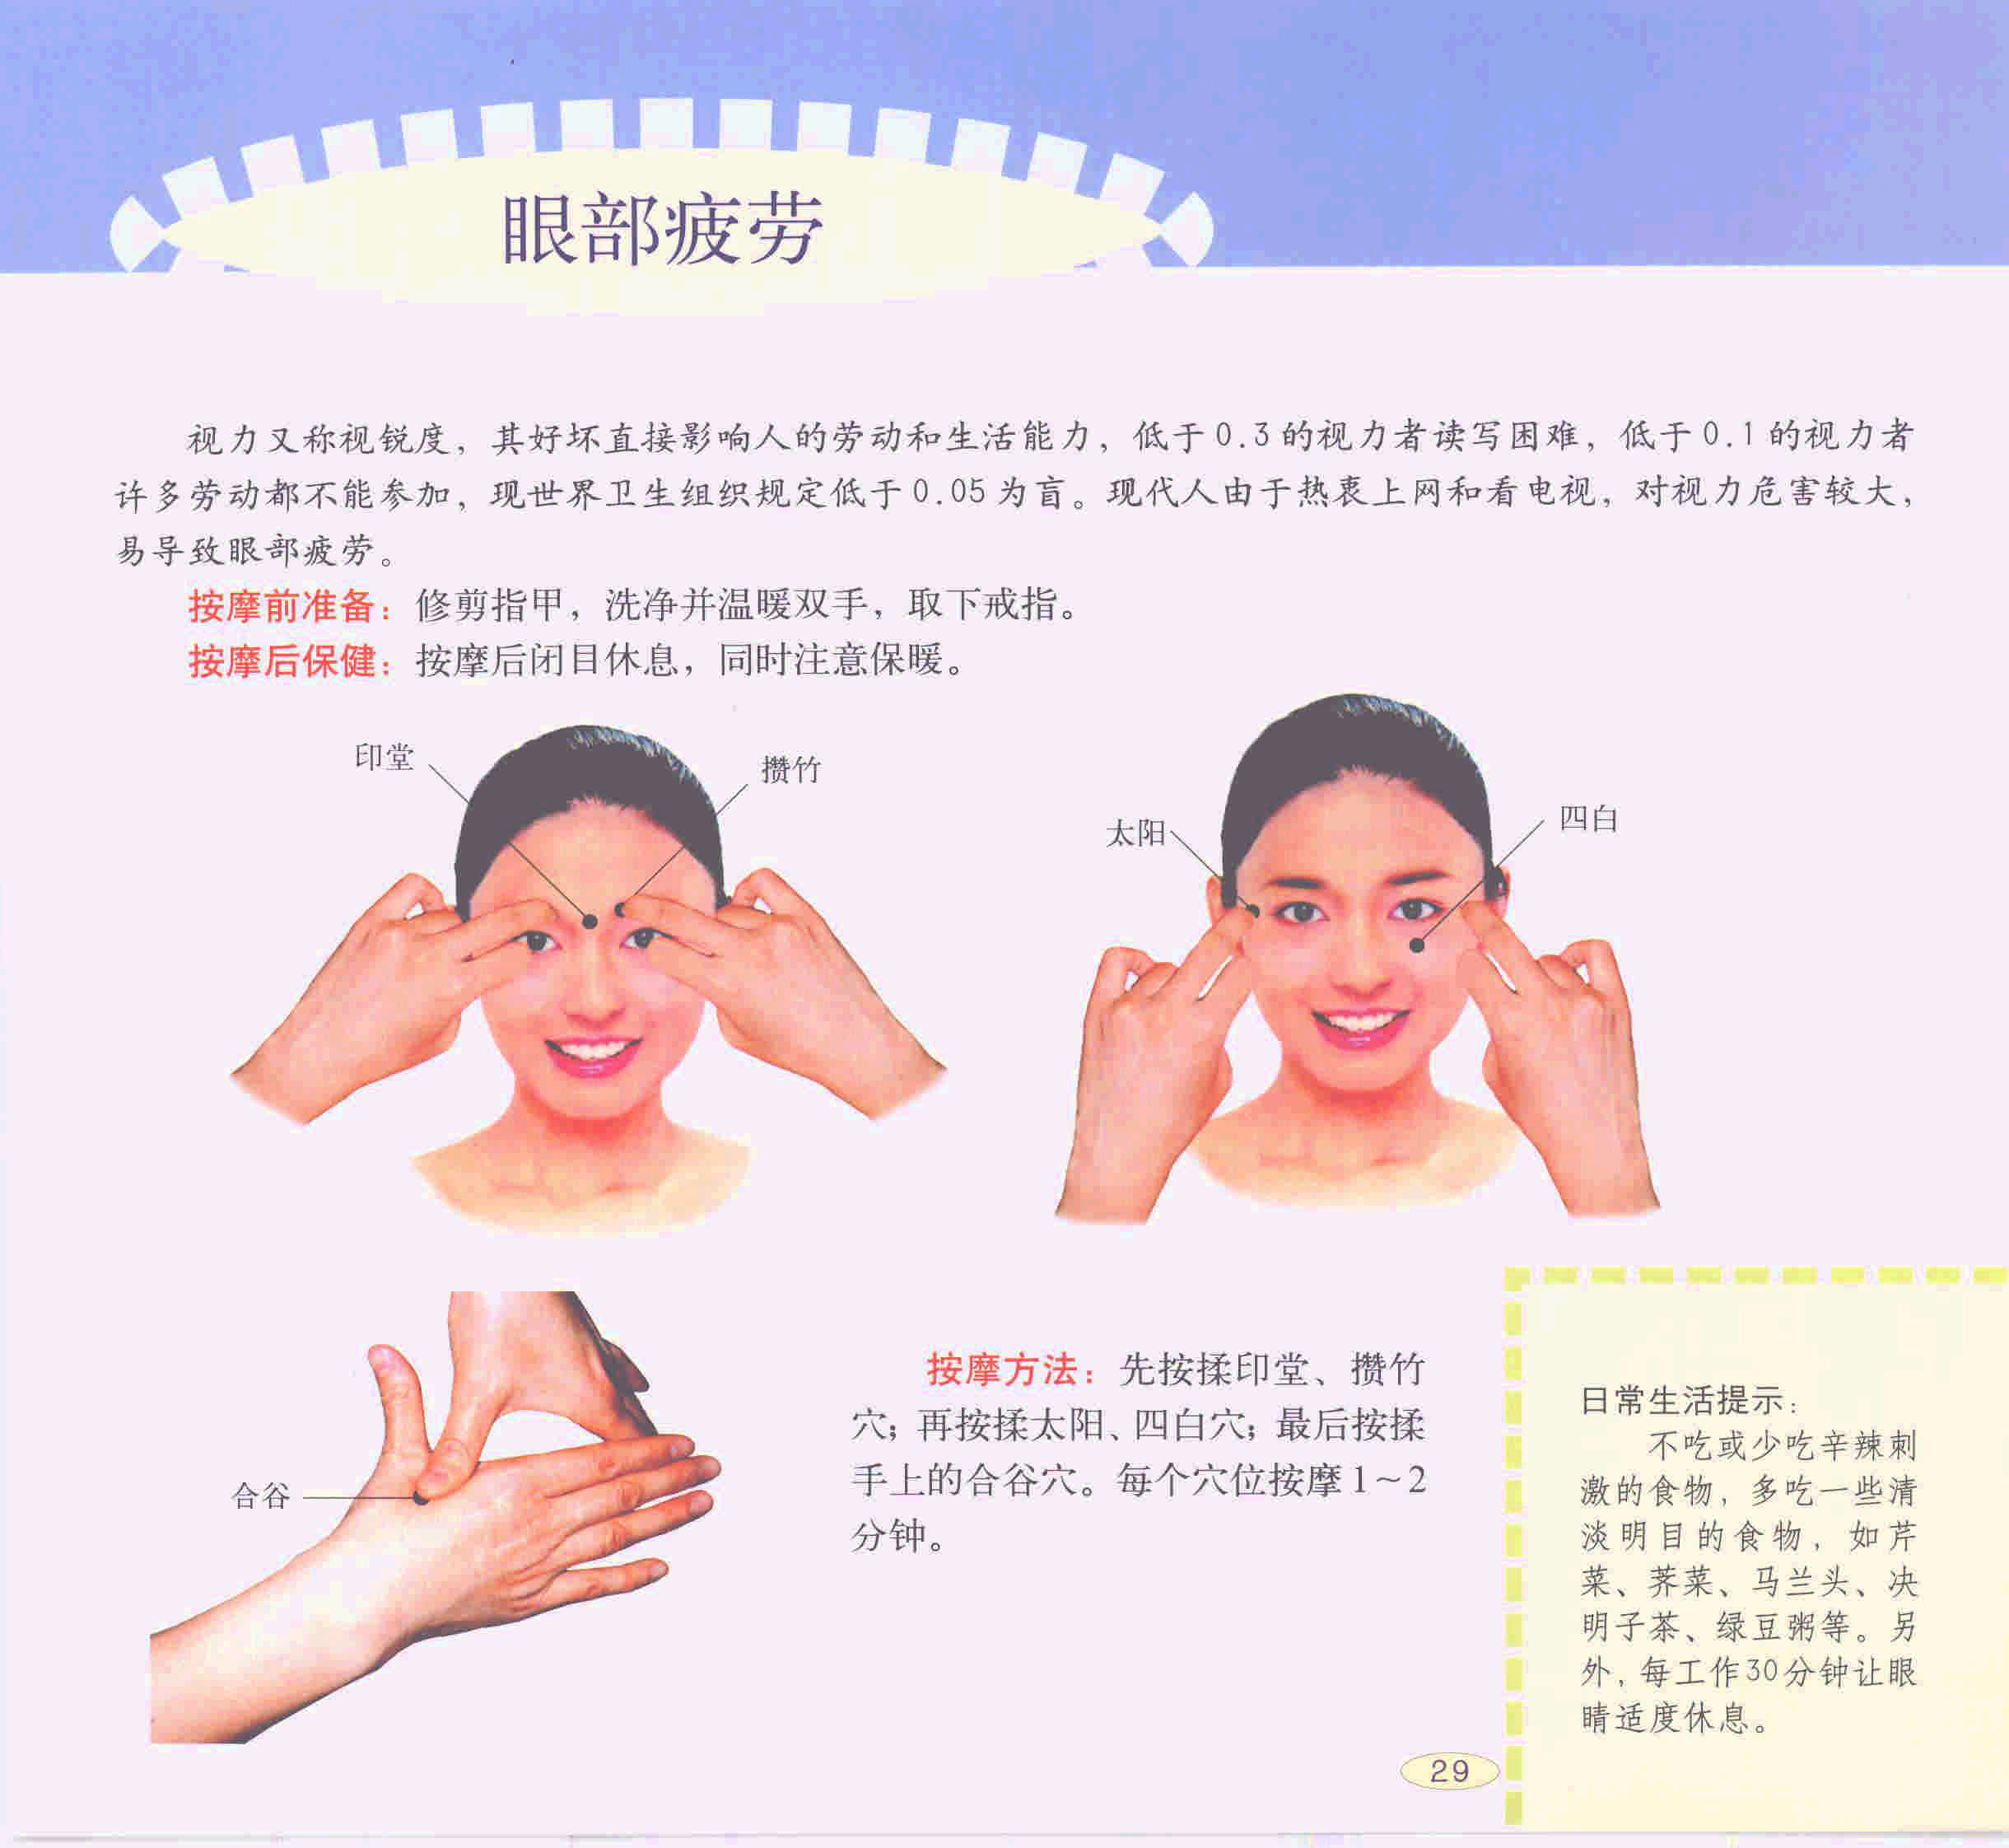 眼部疲劳
视力又称视锐度，其好坏直接影响人的劳动和生活能力，低于0.3的视力者读写困难，低于0.1的视力者
许多劳动都不能参加，现世界卫生组织规定低于0.05为盲。现代人由于热衷上网和看电视，对视力危害较大，
易导致眼部疲劳。
按摩前准备：修剪指甲，洗净并温暖双手，取下戒指。
按摩后保健：按摩后闭目休息，同时注意保暖。
印堂
攒竹
太阳
四白
合谷
按摩方法：先按揉印堂、攒竹
穴；再按揉太阳、四白穴；最后按揉
手上的合谷穴。每个穴位按摩1～2
分钟。
日常生活提示：
不吃或少吃辛辣刺
激的食物，多吃一些清
淡明目的食物，如芹
菜、荠菜、马兰头、决
明子茶、绿豆粥等。另
外，每工作30分钟让眼
睛适度休息。
29